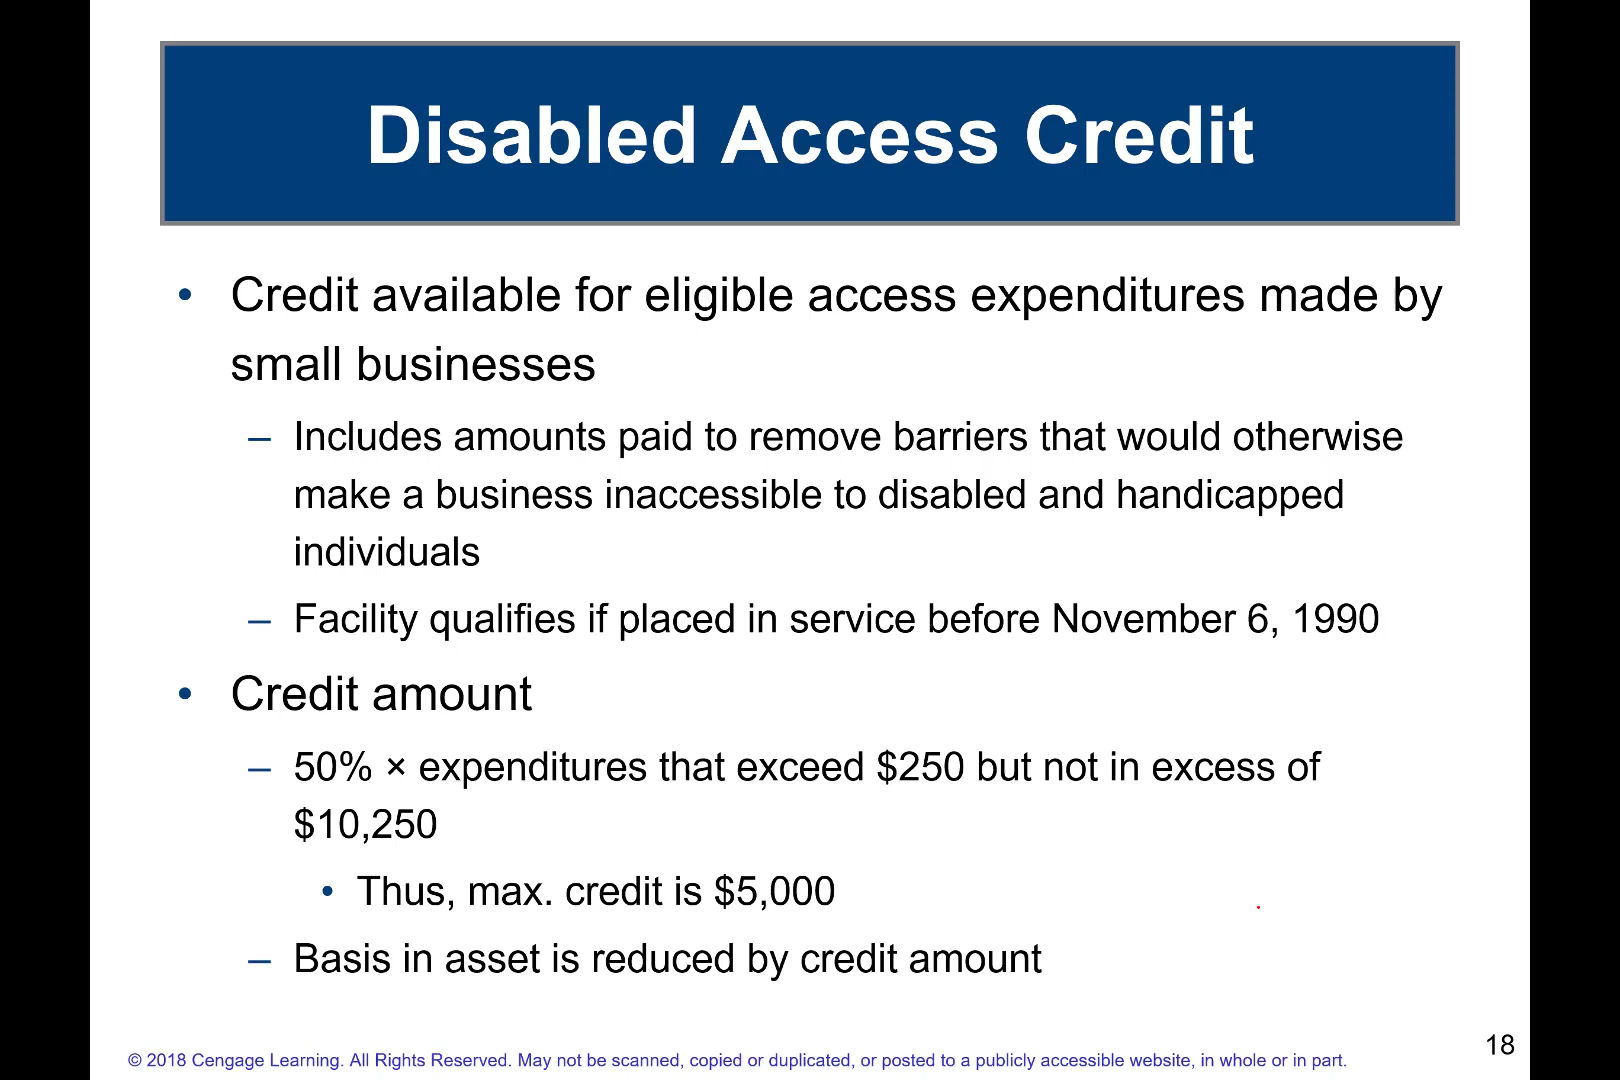 Disabled Access Credit
• Credit available for eligible access expenditures made by
small businesses
– Includes amounts paid to remove barriers that would otherwise
make a business inaccessible to disabled and handicapped
individuals
– Facility qualifies if placed in service before November 6, 1990
• Credit amount
– 50% × expenditures that exceed $250 but not in excess of
$10,250
• Thus, max. credit is $5,000
– Basis in asset is reduced by credit amount
18
© 2018 Cengage Learning. All Rights Reserved. May not be scanned, copied or duplicated, or posted to a publicly accessible website, in whole or in part.